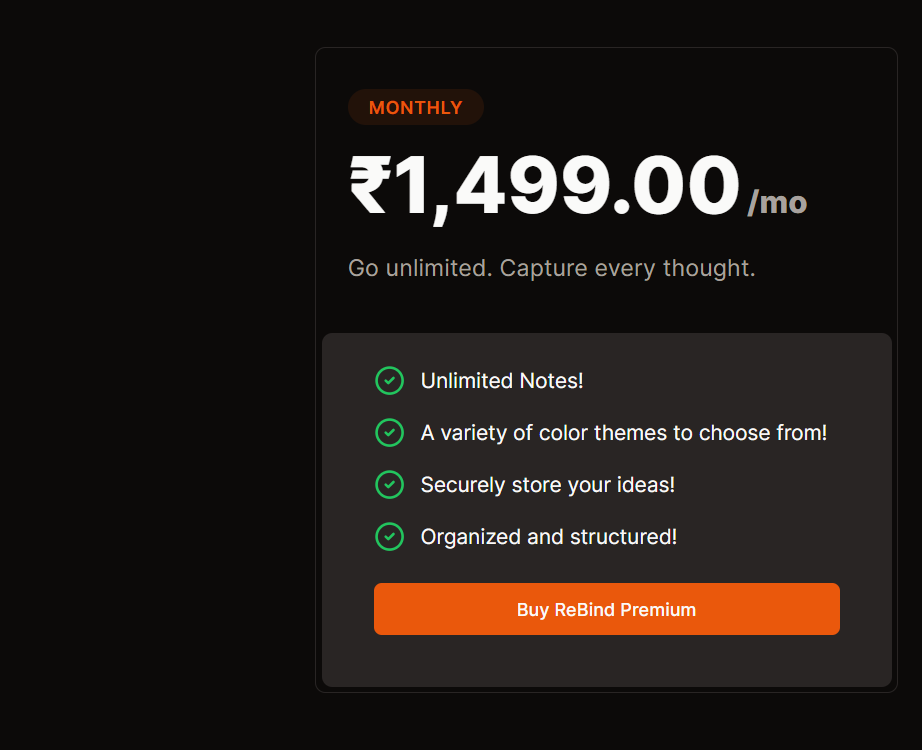 MONTHLY
₹1,499.00 /mo
Go unlimited. Capture every thought.
Unlimited Notes!
A variety of color themes to choose from!
Securely store your ideas!
Organized and structured!
Buy ReBind Premium